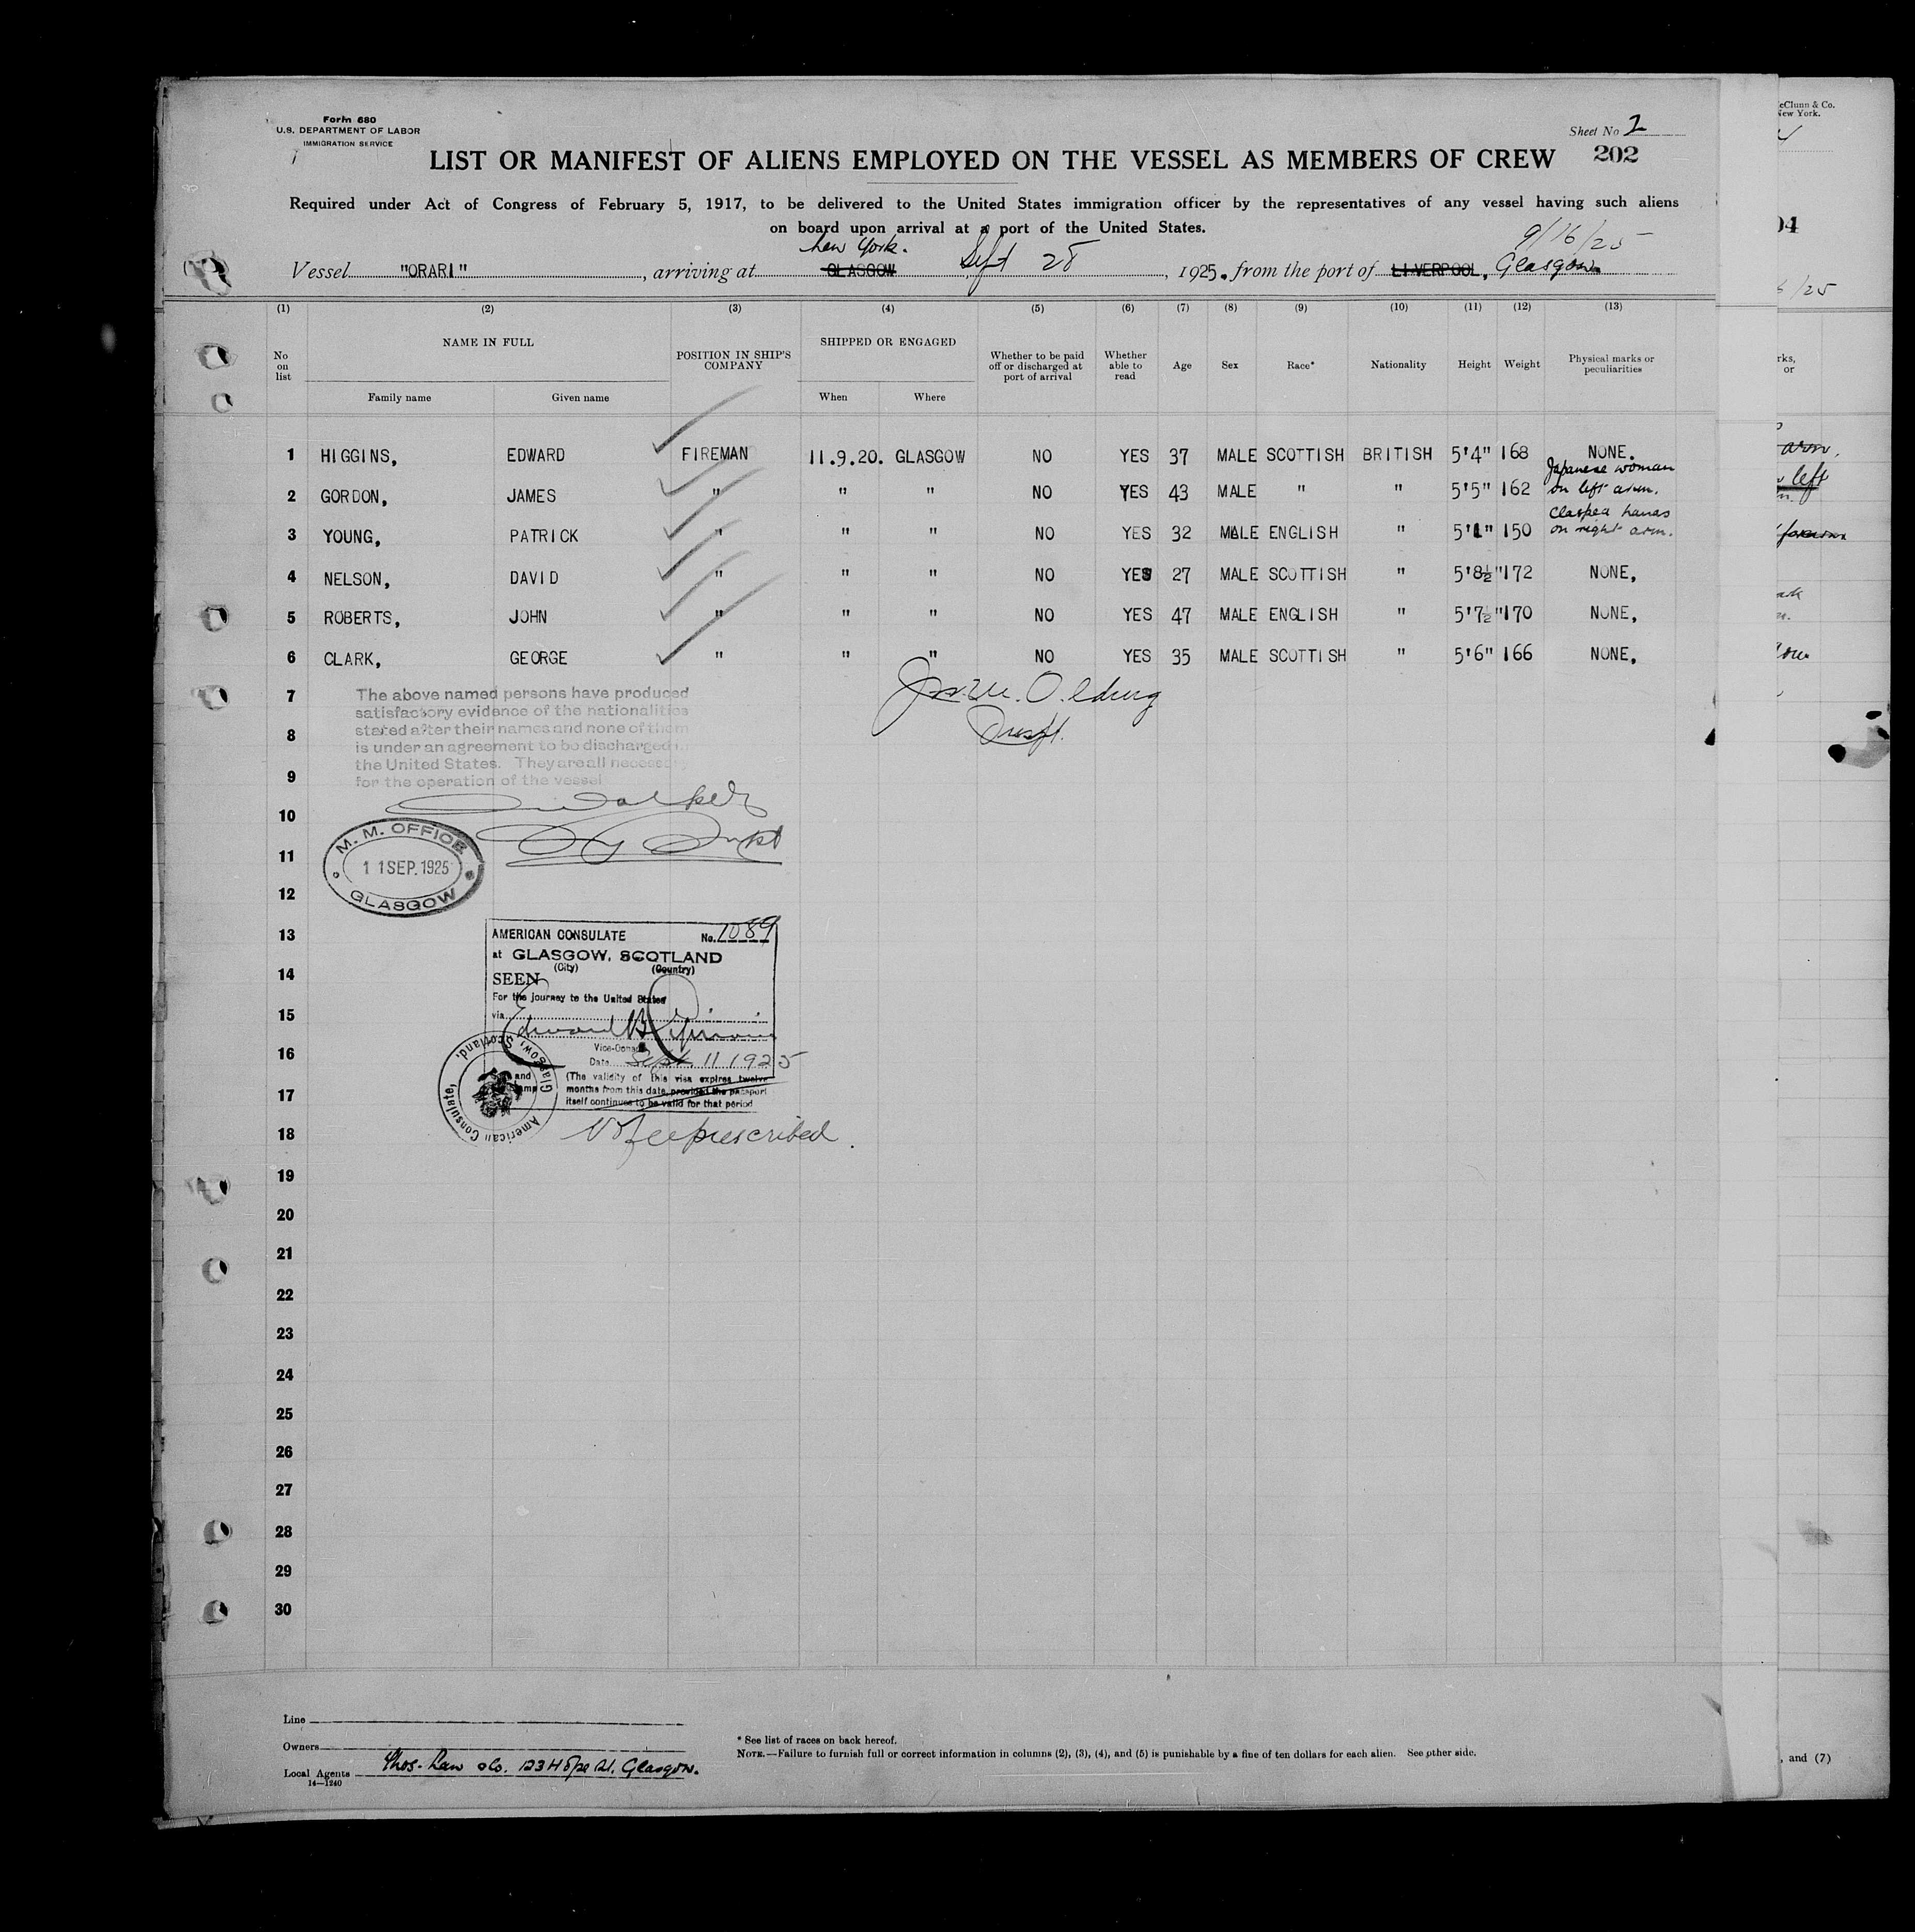 Form 680
U.S. DEPARTMENT OF LABOR
IMMIGRATION SERVICE
Sheet No 2
202
LIST OR MANIFEST OF ALIENS EMPLOYED ON THE VESSEL AS MEMBERS OF CREW
Required under Act of Congress of February 5, 1917, to be delivered to the United States immigration officer by the representatives of any vessel having such aliens
on board upon arrival at a port of the United States.
New York. 9/16/25
Vessel "ORARI", arriving at GLASGOW Sept 28, 1925. from the port of LIVERPOOL, Glasgow
(1) (2) (3) (4) (5) (6) (7) (8) (9) (10) (11) (12) (13)
No on list NAME IN FULL POSITION IN SHIP'S COMPANY SHIPPED OR ENGAGED Whether to be paid off or discharged at port of arrival Whether able to read Age Sex Race* Nationality Height Weight Physical marks or peculiarities
Family name Given name When Where
1 HIGGINS, EDWARD FIREMAN 11.9.20. GLASGOW NO YES 37 MALE SCOTTISH BRITISH 5'4" 168 NONE.
2 GORDON, JAMES " " " NO YES 43 MALE " " 5'5" 162 Japanese woman on left arm.
3 YOUNG, PATRICK " " " NO YES 32 MALE ENGLISH " 5'1" 150 Clasped hands on right arm.
4 NELSON, DAVID " " " NO YES 27 MALE SCOTTISH " 5'8½" 172 NONE,
5 ROBERTS, JOHN " " " NO YES 47 MALE ENGLISH " 5'7½" 170 NONE,
6 CLARK, GEORGE " " " NO YES 35 MALE SCOTTISH " 5'6" 166 NONE,
7
8
9
10
11
12
13
14
15
16
17
18
19
20
21
22
23
24
25
26
27
28
29
30
The above named persons have produced
satisfactory evidence of the nationalities
stated after their names and none of them
is under an agreement to be discharged in
the United States. They are all necessary
for the operation of the vessel
M. M. OFFICE
11 SEP. 1925
GLASGOW
AMERICAN CONSULATE No. 1089
at GLASGOW, SCOTLAND
(City) (Country)
SEEN
For the journey to the United States
via
Vice-Consul
Date Sept. 11 1925
(The validity of this visa expires twelve
months from this date, provided the passport
itself continues to be valid for that period
American Consulate, Glasgow, Scotland.
No fee prescribed.
Line
Owners
Local Agents Thos. Law & Co. 123 Hope St. Glasgow.
14—1240
* See list of races on back hereof.
NOTE.—Failure to furnish full or correct information in columns (2), (3), (4), and (5) is punishable by a fine of ten dollars for each alien. See other side.
& Co.
New York.
04
/25
rks,
or
arm.
left
, and (7)